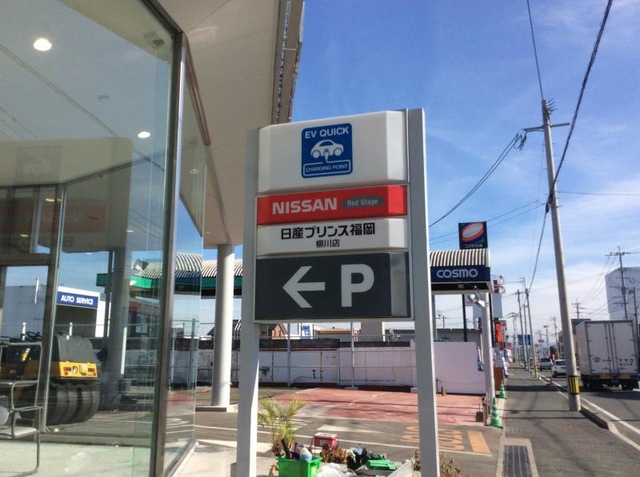 EV QUICK
CHARGING POINT
NISSAN Red Stage
日産プリンス福岡
柳川店
←P
COSMO
AUTO SERVICE